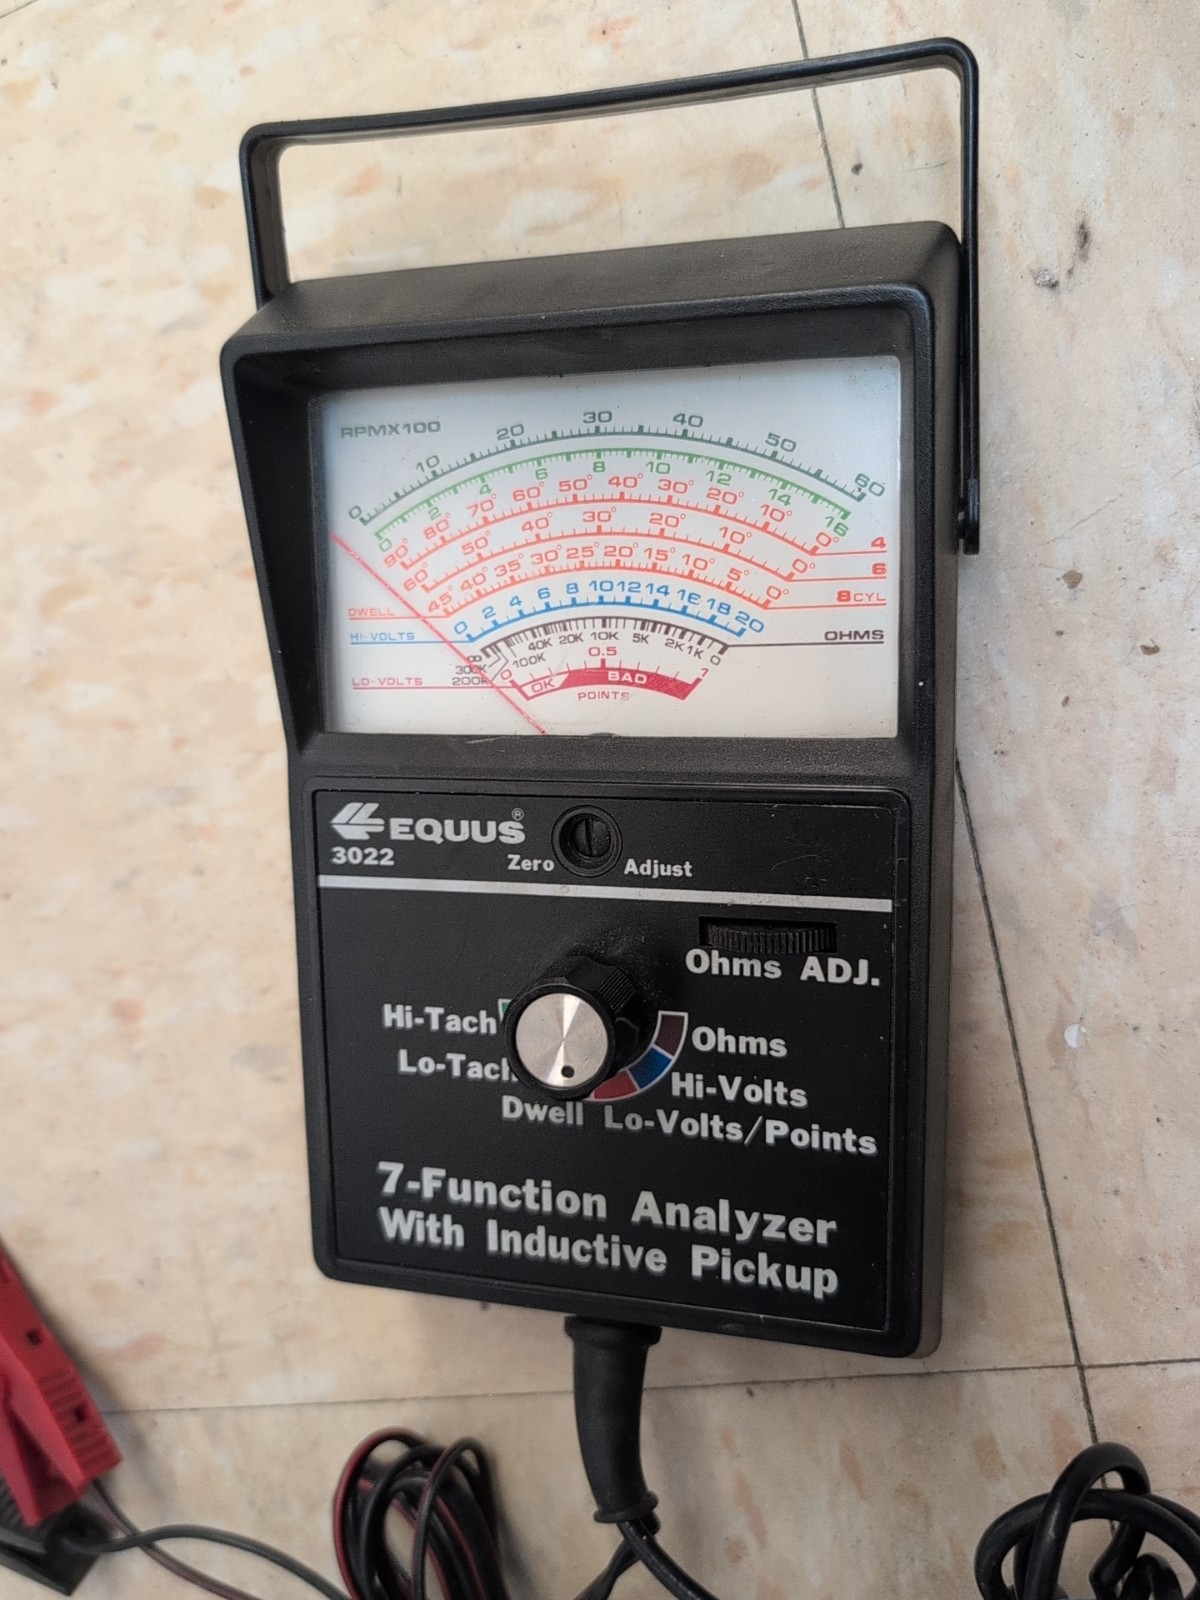 RPMX100
0 10 20 30 40 50 60
0 2 4 6 8 10 12 14 16
90° 80° 70° 60° 50° 40° 30° 20° 10° 0° 4
60° 50° 40° 30° 20° 10° 0° 6
45° 40° 35° 30° 25° 20° 15° 10° 5° 0° 8 CYL
DWELL
0 2 4 6 8 10 12 14 16 18 20
HI-VOLTS
OHMS
∞ 300K 200K 100K 40K 20K 10K 5K 2K 1K 0
LO-VOLTS
0 0.5 1
OK BAD
POINTS
EQUUS®
3022
Zero Adjust
Ohms ADJ.
Hi-Tach
Lo-Tach
Dwell
Lo-Volts/Points
Hi-Volts
Ohms
7-Function Analyzer
With Inductive Pickup